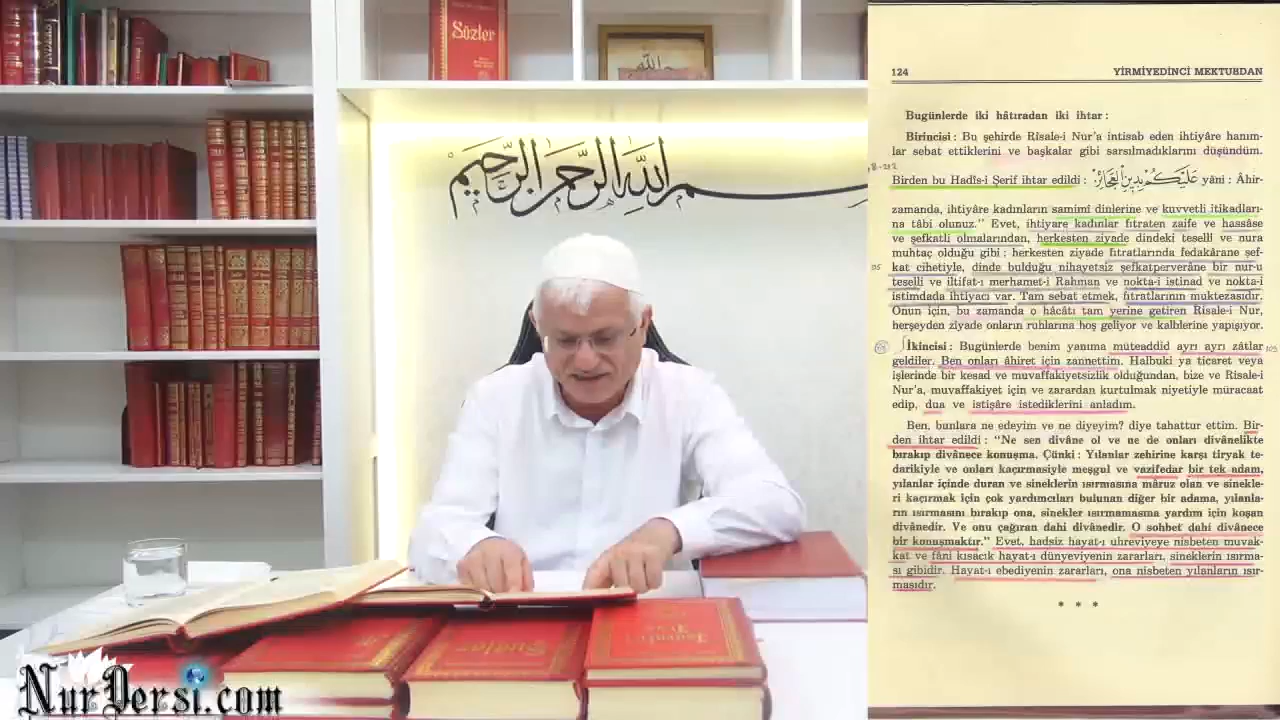 Sözler
بسم الله الرحمن الرحيم
Sözler
NurDersi.com
124 YİRMİYEDİNCİ MEKTUBDAN
Bugünlerde iki hâtıradan iki ihtar :
Birincisi : Bu şehirde Risale-i Nur'a intisab eden ihtiyâre hanım-
lar sebat ettiklerini ve başkalar gibi sarsılmadıklarını düşündüm.
Birden bu Hadîs-i Şerif ihtar edildi : عَلَيْكُمْ بِدِينِ الْعَجَائِزِ yâni : Âhir-
zamanda, ihtiyâre kadınların samimî dinlerine ve kuvvetli itikadları-
na tâbi olunuz." Evet, ihtiyare kadınlar fıtraten zaife ve hassâse
ve şefkatli olmalarından, herkesten ziyade dindeki teselli ve nura
muhtaç olduğu gibi ; herkesten ziyade fıtratlarında fedakârane şef-
kat cihetiyle, dinde bulduğu nihayetsiz şefkatperverâne bir nur-u
teselli ve iltifat-ı merhamet-i Rahman ve nokta-i istinad ve nokta-i
istimdada ihtiyacı var. Tam sebat etmek, fıtratlarının muktezasıdır.
Onun için, bu zamanda o hâcâtı tam yerine getiren Risale-i Nur,
herşeyden ziyade onların ruhlarına hoş geliyor ve kalblerine yapışıyor.
İkincisi : Bugünlerde benim yanıma müteaddid ayrı ayrı zâtlar 105
geldiler. Ben onları âhiret için zannettim. Halbuki ya ticaret veya
işlerinde bir kesad ve muvaffakiyetsizlik olduğundan, bize ve Risale-i
Nur'a, muvaffakiyet için ve zarardan kurtulmak niyetiyle müracaat
edip, dua ve istişâre istediklerini anladım.
Ben, bunlara ne edeyim ve ne diyeyim? diye tahattur ettim. Bir-
den ihtar edildi : "Ne sen divâne ol ve ne de onları divânelikte
bırakıp divânece konuşma. Çünki : Yılanlar zehirine karşı tiryak te-
darikiyle ve onları kaçırmasiyle meşgul ve vazifedar bir tek adam,
yılanlar içinde duran ve sineklerin ısırmasına mâruz olan ve sinekle-
ri kaçırmak için çok yardımcıları bulunan diğer bir adama, yılanla-
rın ısırmasını bırakıp ona, sinekler ısırmamasına yardım için koşan
divânedir. Ve onu çağıran dahi divânedir. O sohbet dahi divânece
bir konuşmaktır." Evet, hadsiz hayat-ı uhreviyeye nisbeten muvak-
kat ve fâni kısacık hayat-ı dünyeviyenin zararları, sineklerin ısırma-
sı gibidir. Hayat-ı ebediyenin zararları, ona nisbeten yılanların ısır-
masıdır.
* * *